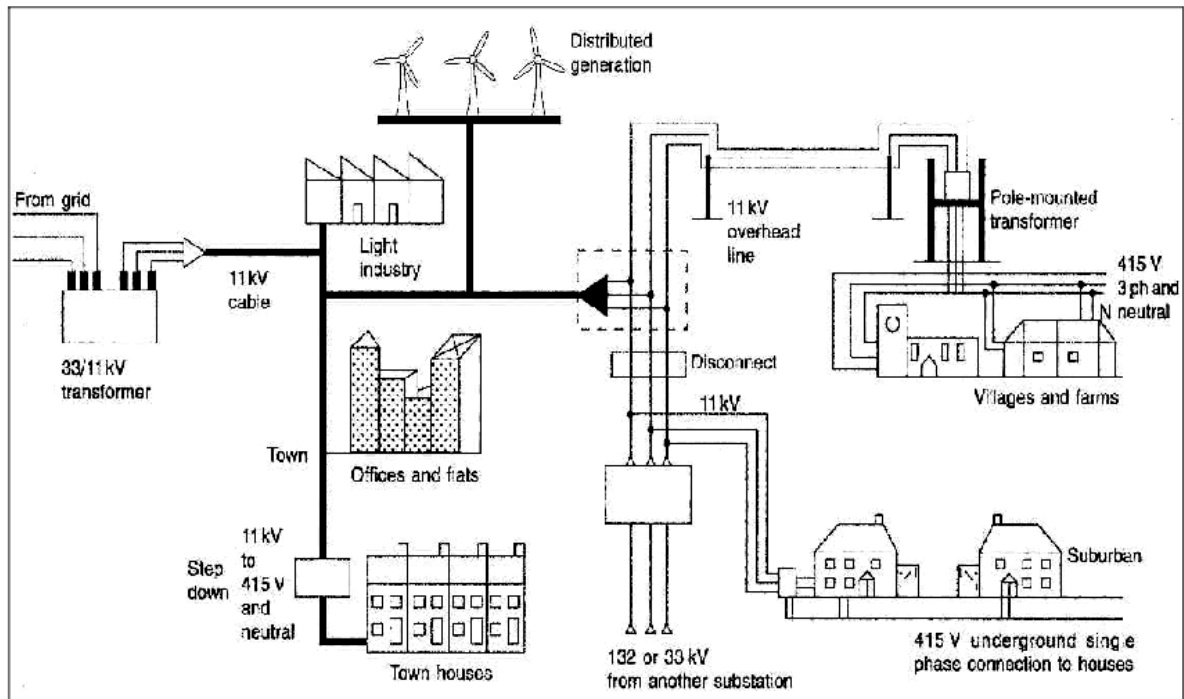 Distributed
generation
From grid
Light
industry
11 kV
cable
33/11 kV
transformer
11 kV
overhead
line
Pole-mounted
transformer
415 V
3 ph and
N neutral
Disconnect
Villages and farms
11 kV
Town
Offices and flats
Step
down
11 kV
to
415 V
and
neutral
Town houses
Suburban
132 or 33 kV
from another substation
415 V underground single
phase connection to houses